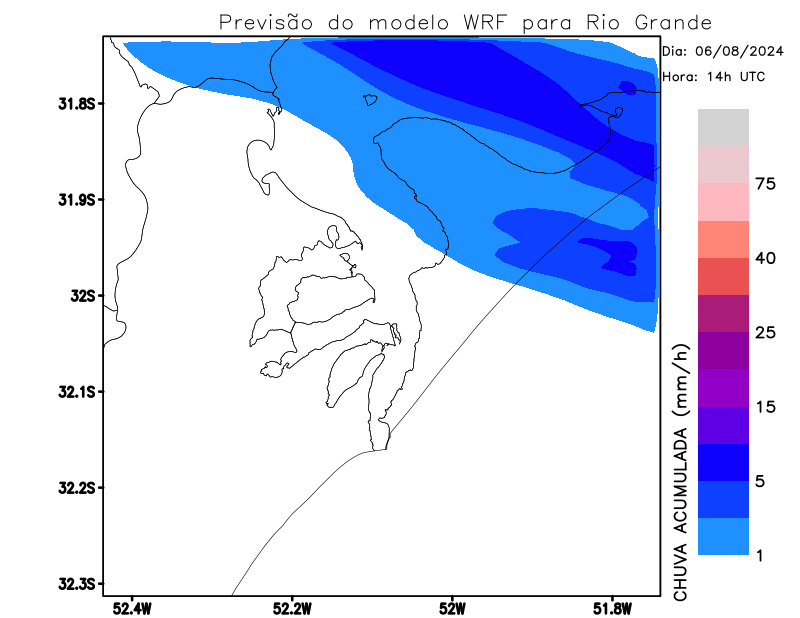 Previsão do modelo WRF para Rio Grande
Dia: 06/08/2024
Hora: 14h UTC
31.8S
31.9S
32S
32.1S
32.2S
32.3S
52.4W
52.2W
52W
51.8W
75
40
25
15
5
1
CHUVA ACUMULADA (mm/h)